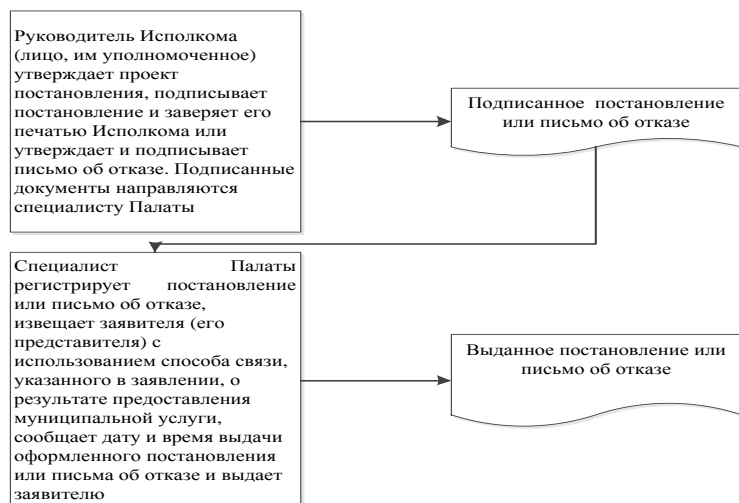 Руководитель Исполкома
(лицо, им уполномоченное)
утверждает проект
постановления, подписывает
постановление и заверяет его
печатью Исполкома или
утверждает и подписывает
письмо об отказе. Подписанные
документы направляются
специалисту Палаты
Подписанное постановление
или письмо об отказе
Специалист Палаты
регистрирует постановление
или письмо об отказе,
извещает заявителя (его
представителя) с
использованием способа связи,
указанного в заявлении, о
результате предоставления
муниципальной услуги,
сообщает дату и время выдачи
оформленного постановления
или письма об отказе и выдает
заявителю
Выданное постановление или
письмо об отказе